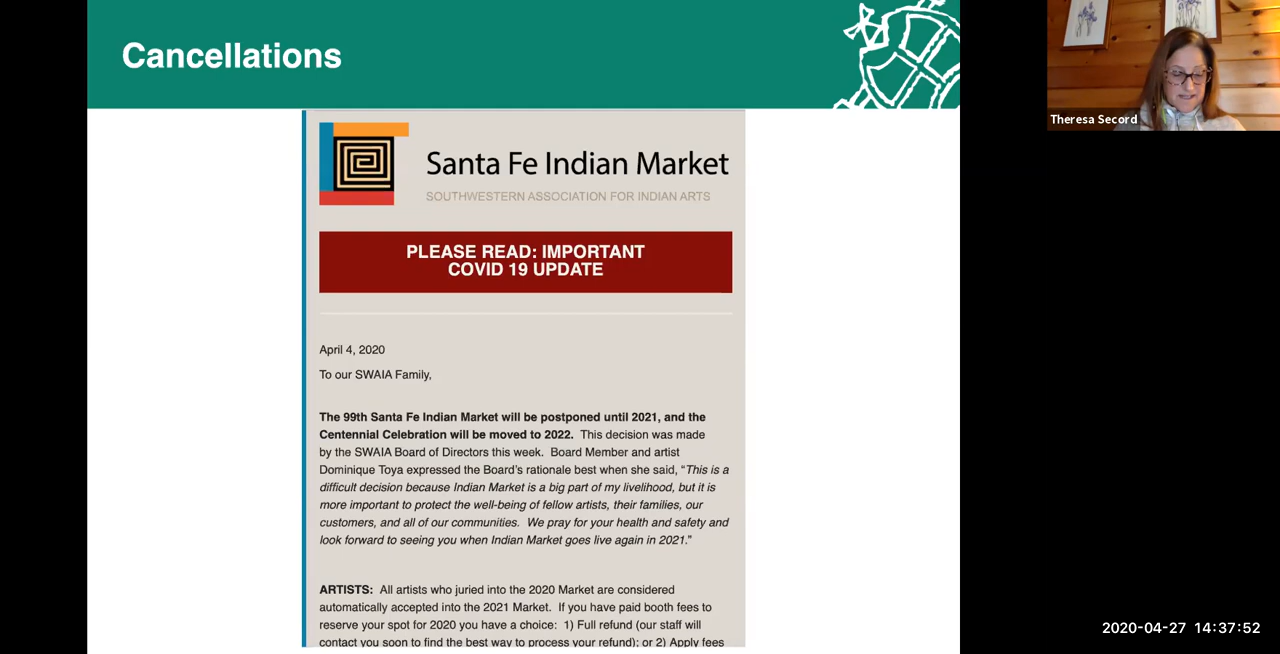 Cancellations
Theresa Secord
Santa Fe Indian Market
SOUTHWESTERN ASSOCIATION FOR INDIAN ARTS
PLEASE READ: IMPORTANT
COVID 19 UPDATE
April 4, 2020
To our SWAIA Family,
The 99th Santa Fe Indian Market will be postponed until 2021, and the
Centennial Celebration will be moved to 2022. This decision was made
by the SWAIA Board of Directors this week. Board Member and artist
Dominique Toya expressed the Board's rationale best when she said, “This is a
difficult decision because Indian Market is a big part of my livelihood, but it is
more important to protect the well-being of fellow artists, their families, our
customers, and all of our communities. We pray for your health and safety and
look forward to seeing you when Indian Market goes live again in 2021.”
ARTISTS: All artists who juried into the 2020 Market are considered
automatically accepted into the 2021 Market. If you have paid booth fees to
reserve your spot for 2020 you have a choice: 1) Full refund (our staff will
contact you soon to find the best way to process your refund); or 2) Apply fees
2020-04-27 14:37:52